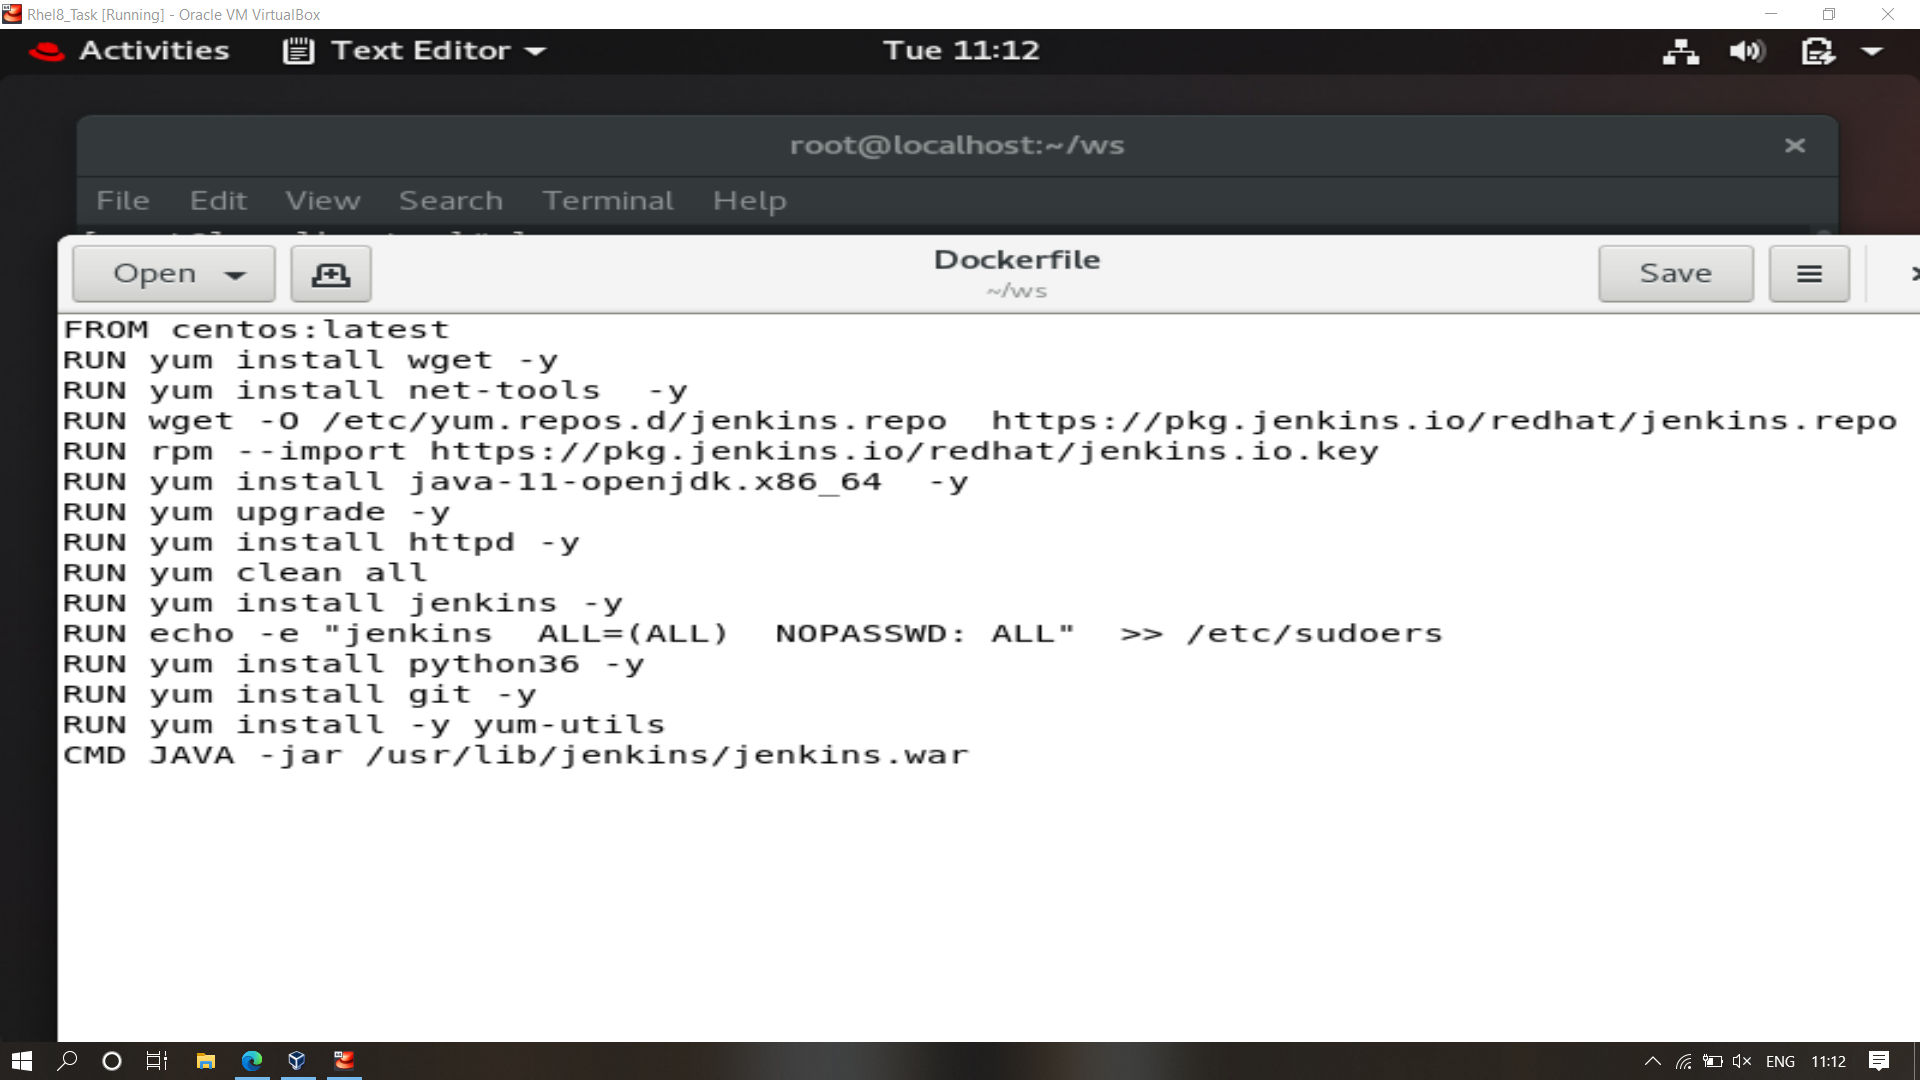 Rhel8_Task [Running] - Oracle VM VirtualBox
Activities Text Editor Tue 11:12
root@localhost:~/ws
File Edit View Search Terminal Help
Open Dockerfile Save
~/ws
FROM centos:latest
RUN yum install wget -y
RUN yum install net-tools  -y
RUN wget -O /etc/yum.repos.d/jenkins.repo  https://pkg.jenkins.io/redhat/jenkins.repo
RUN rpm --import https://pkg.jenkins.io/redhat/jenkins.io.key
RUN yum install java-11-openjdk.x86_64  -y
RUN yum upgrade -y
RUN yum install httpd -y
RUN yum clean all
RUN yum install jenkins -y
RUN echo -e "jenkins  ALL=(ALL)  NOPASSWD: ALL"  >> /etc/sudoers
RUN yum install python36 -y
RUN yum install git -y
RUN yum install -y yum-utils
CMD JAVA -jar /usr/lib/jenkins/jenkins.war
ENG 11:12